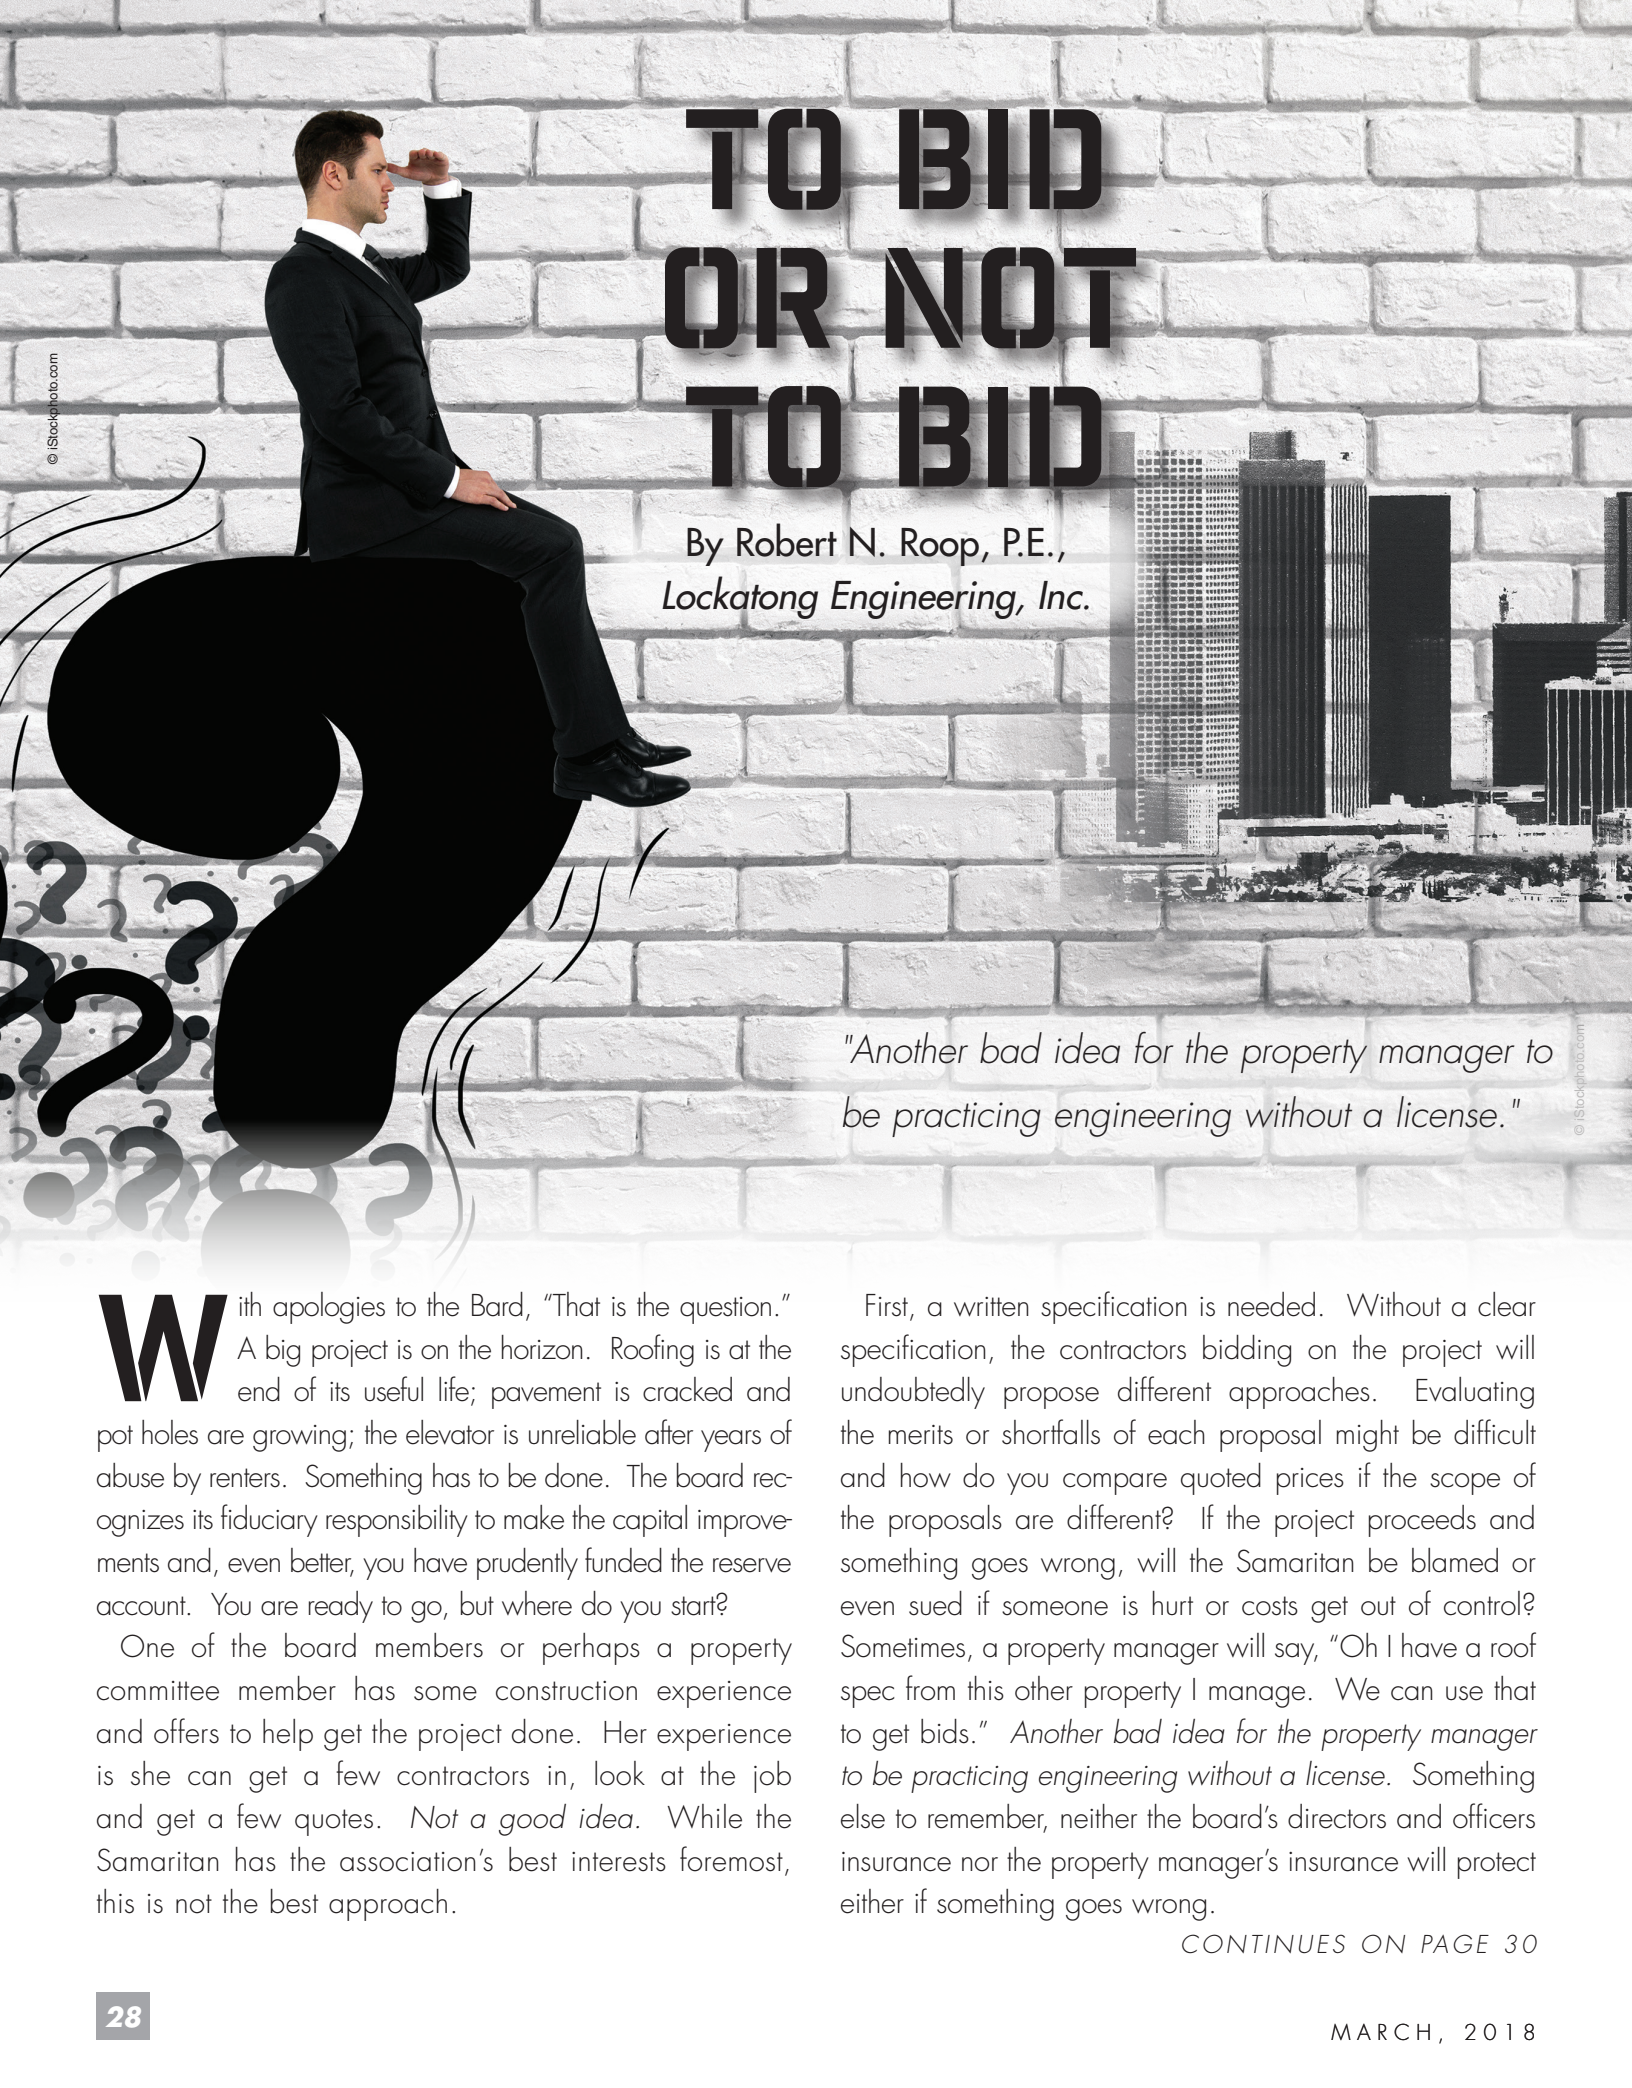 TO BID
OR NOT
TO BID
By Robert N. Roop, P.E.,
Lockatong Engineering, Inc.
© iStockphoto.com
"Another bad idea for the property manager to
be practicing engineering without a license."
© iStockphoto.com
With apologies to the Bard, “That is the question.”
A big project is on the horizon. Roofing is at the
end of its useful life; pavement is cracked and
pot holes are growing; the elevator is unreliable after years of
abuse by renters. Something has to be done. The board rec-
ognizes its fiduciary responsibility to make the capital improve-
ments and, even better, you have prudently funded the reserve
account. You are ready to go, but where do you start?
One of the board members or perhaps a property
committee member has some construction experience
and offers to help get the project done. Her experience
is she can get a few contractors in, look at the job
and get a few quotes. Not a good idea. While the
Samaritan has the association’s best interests foremost,
this is not the best approach.
First, a written specification is needed. Without a clear
specification, the contractors bidding on the project will
undoubtedly propose different approaches. Evaluating
the merits or shortfalls of each proposal might be difficult
and how do you compare quoted prices if the scope of
the proposals are different? If the project proceeds and
something goes wrong, will the Samaritan be blamed or
even sued if someone is hurt or costs get out of control?
Sometimes, a property manager will say, “Oh I have a roof
spec from this other property I manage. We can use that
to get bids.” Another bad idea for the property manager
to be practicing engineering without a license. Something
else to remember, neither the board’s directors and officers
insurance nor the property manager’s insurance will protect
either if something goes wrong.
CONTINUES ON PAGE 30
28
MARCH, 2018